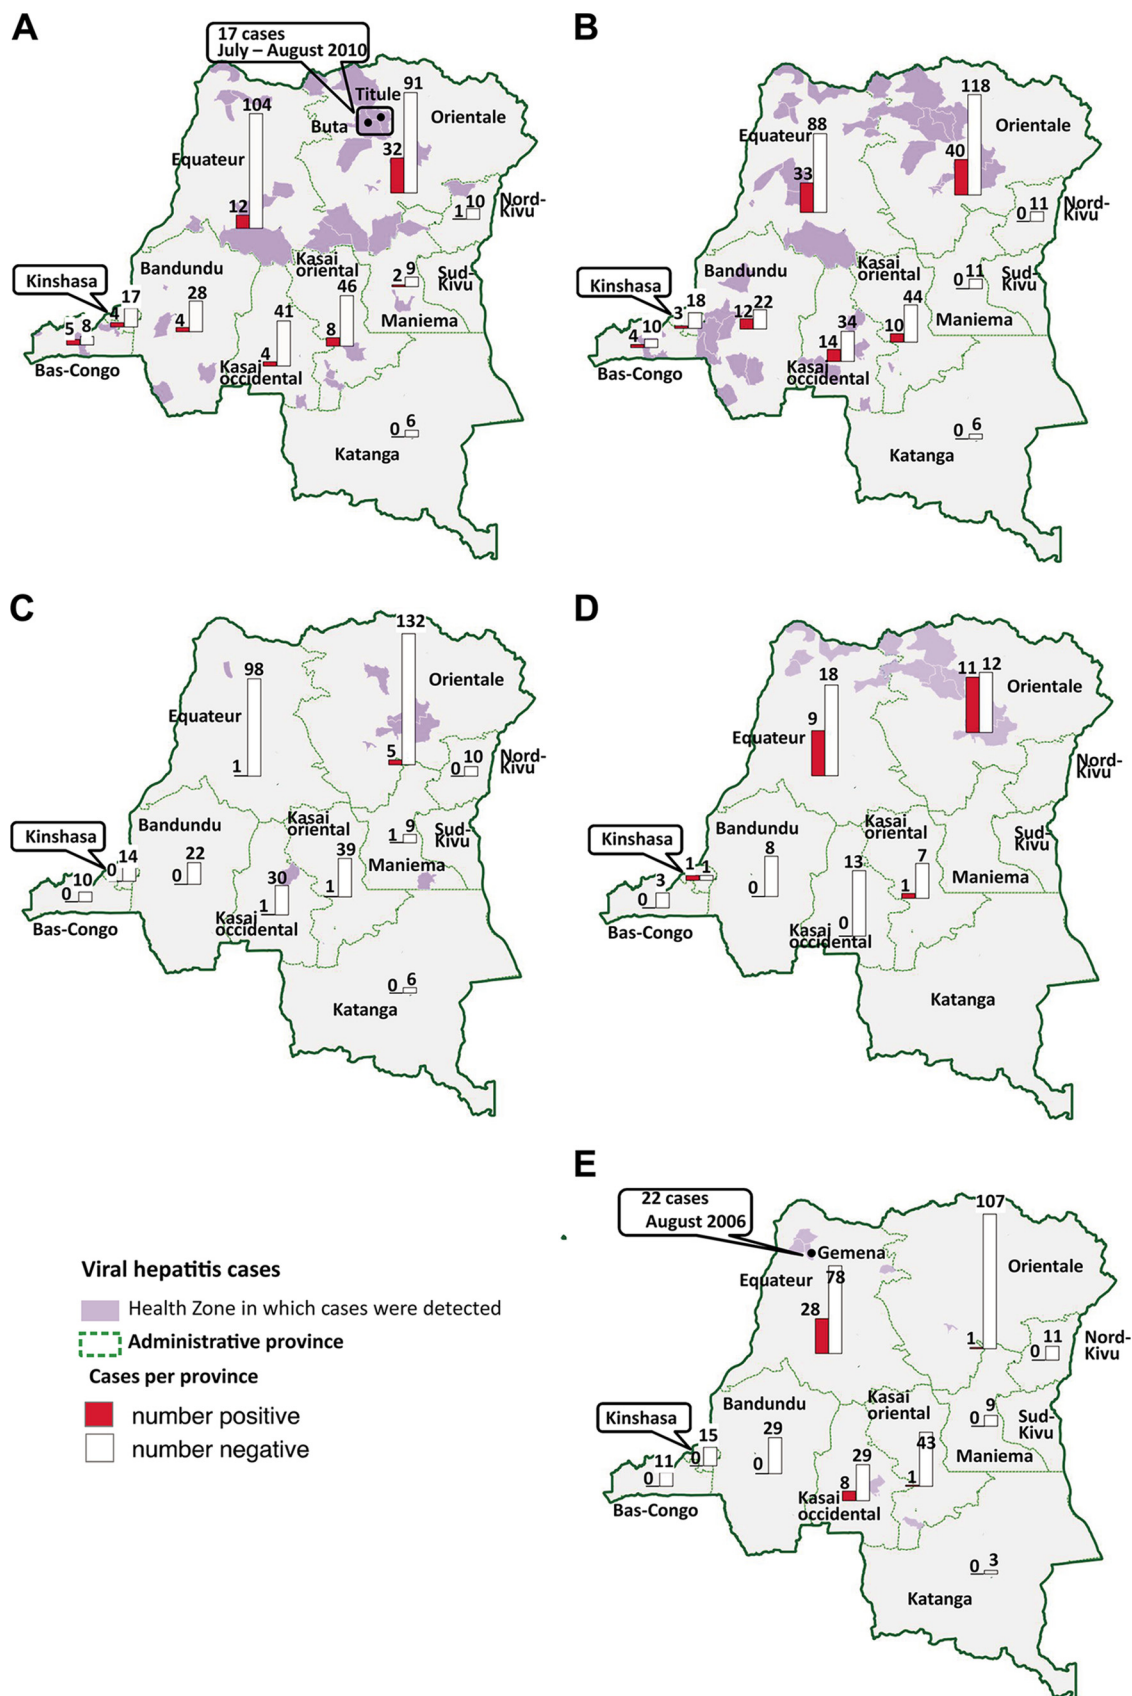 A
17 cases
July – August 2010
Titule
91
Buta
Orientale
104
Equateur
32
12
Nord-
Kivu
1 10
Kasai
oriental
Bandundu
Kinshasa
2 9
Sud-
Kivu
46
28
17
4
41
5 8
4
8
Maniema
4
Bas-Congo
Kasai
occidental
0 6
Katanga
B
118
Orientale
88
Equateur
40
33
Nord-
Kivu
0 11
Kasai
oriental
Bandundu
Kinshasa
0 11
Sud-
Kivu
18
3
22
12
44
34
10
Maniema
10
4
14
Bas-Congo
Kasai
occidental
0 6
Katanga
C
132
98
Orientale
Equateur
5
1
Nord-
Kivu
0 10
Kasai
oriental
Bandundu
Kinshasa
1 9
Sud-
Kivu
14
0
22
0
39
Maniema
10
0
30
1
1
Bas-Congo
Kasai
occidental
0 6
Katanga
D
18
11 12
Orientale
9
Equateur
Nord-
Kivu
Kasai
oriental
Bandundu
Kinshasa
Sud-
Kivu
1 1
8
0
13
7
1
Maniema
3
0
0
Bas-Congo
Kasai
occidental
Katanga
E
22 cases
August 2006
107
Gemena
Orientale
Equateur
78
28
1
Nord-
Kivu
0 11
Kasai
oriental
Bandundu
Kinshasa
0 9
Sud-
Kivu
15
0
29
0
43
1
Maniema
11
0
29
8
Bas-Congo
Kasai
occidental
0 3
Katanga
Viral hepatitis cases
Health Zone in which cases were detected
Administrative province
Cases per province
number positive
number negative